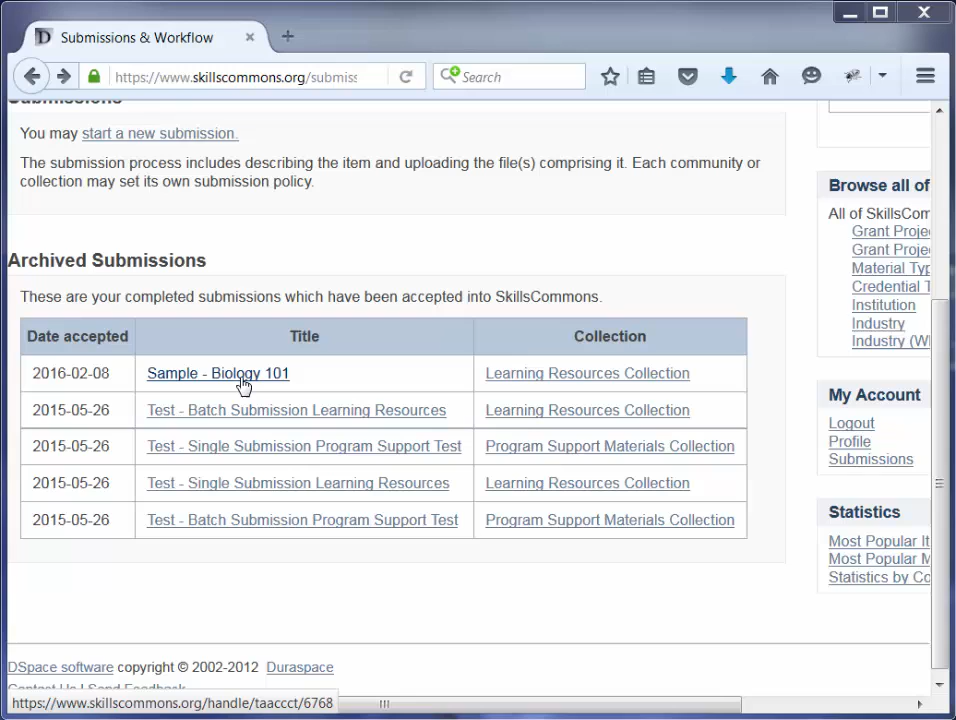 Submissions & Workflow
https://www.skillscommons.org/submiss
Search
Submissions
You may start a new submission.
The submission process includes describing the item and uploading the file(s) comprising it. Each community or
collection may set its own submission policy.
Archived Submissions
These are your completed submissions which have been accepted into SkillsCommons.
Date accepted Title Collection
2016-02-08 Sample - Biology 101 Learning Resources Collection
2015-05-26 Test - Batch Submission Learning Resources Learning Resources Collection
2015-05-26 Test - Single Submission Program Support Test Program Support Materials Collection
2015-05-26 Test - Single Submission Learning Resources Learning Resources Collection
2015-05-26 Test - Batch Submission Program Support Test Program Support Materials Collection
Browse all of
All of SkillsCom
Grant Proje
Grant Proje
Material Typ
Credential T
Institution
Industry
Industry (W
My Account
Logout
Profile
Submissions
Statistics
Most Popular It
Most Popular M
Statistics by Co
DSpace software copyright © 2002-2012 Duraspace
Contact Us | Send Feedback
https://www.skillscommons.org/handle/taaccct/6768